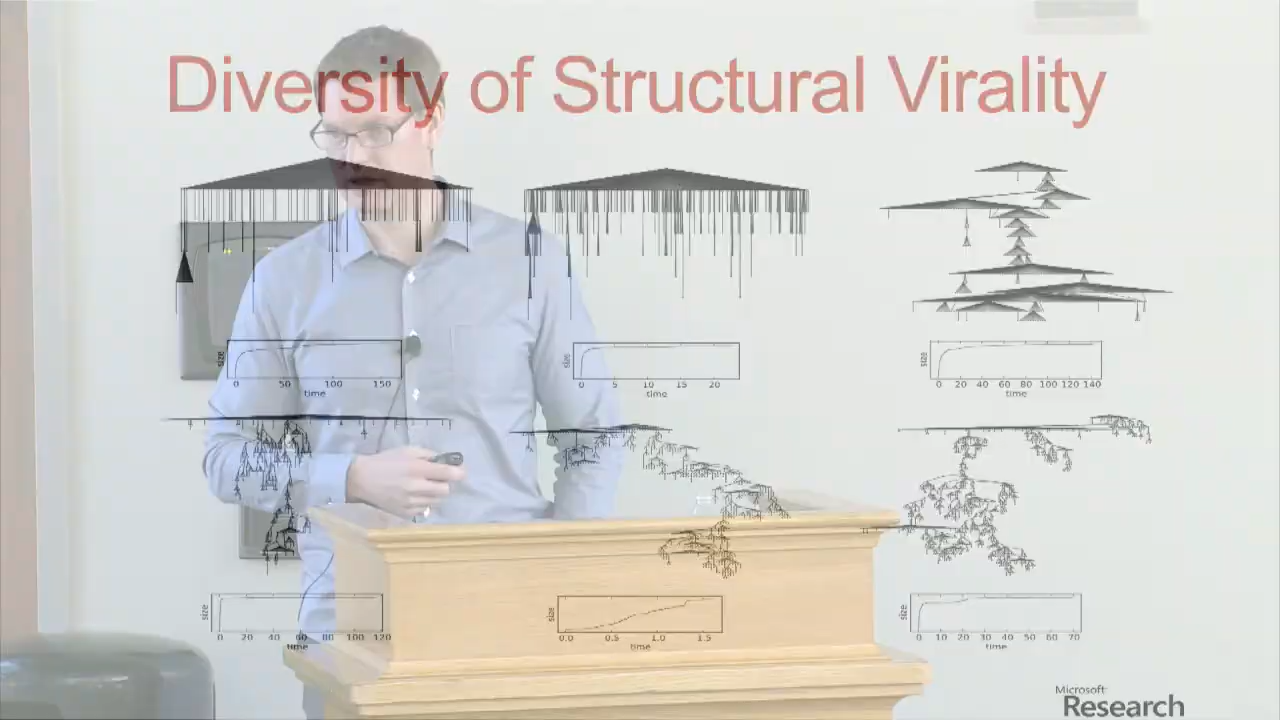 Diversity of Structural Virality
size
0 50 100 150
time
size
0 5 10 15 20
time
size
0 20 40 60 80 100 120 140
time
size
0 20 40 60 80 100 120
time
size
0.0 0.5 1.0 1.5
time
size
0 10 20 30 40 50 60 70
time
Microsoft
Research